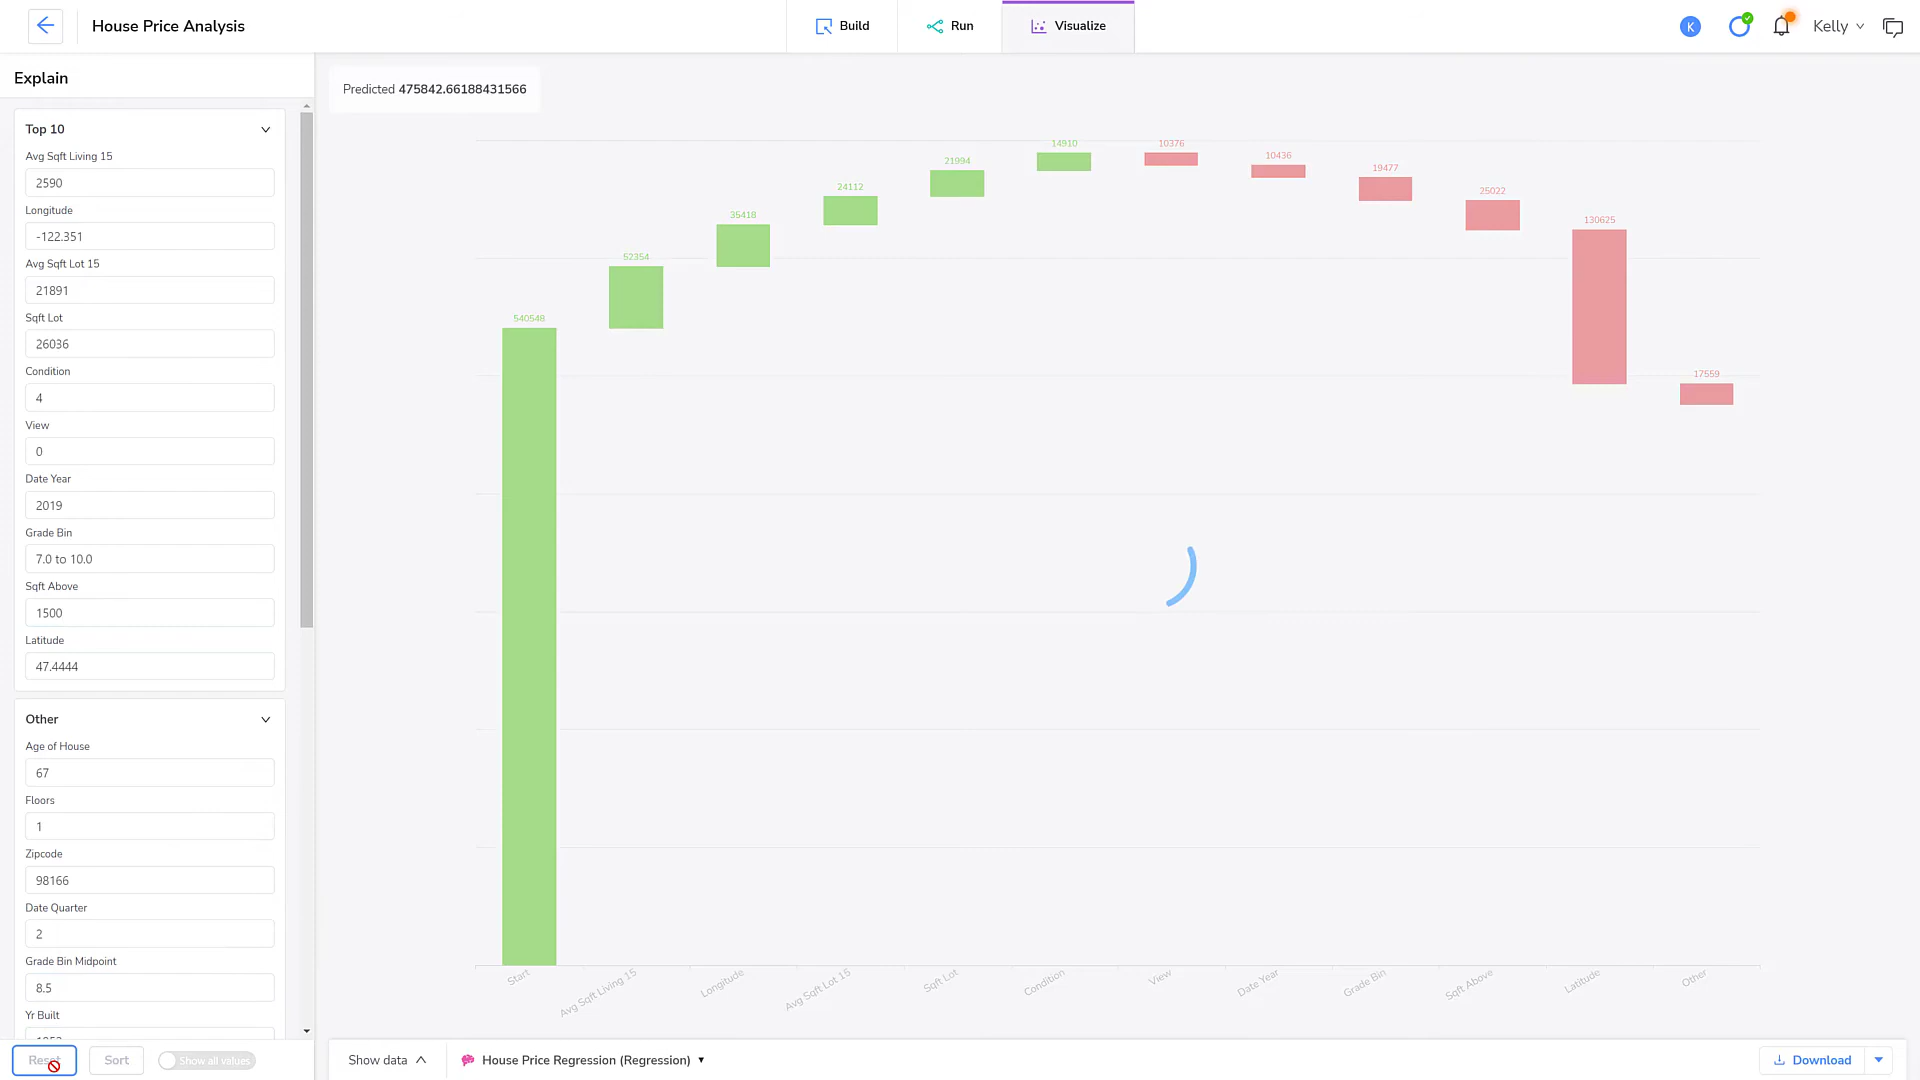 House Price Analysis
Build
Run
Visualize
K
Kelly
Explain
Predicted 475842.66188431566
Top 10
Avg Sqft Living 15
2590
Longitude
-122.351
Avg Sqft Lot 15
21891
Sqft Lot
26036
Condition
4
View
0
Date Year
2019
Grade Bin
7.0 to 10.0
Sqft Above
1500
Latitude
47.4444
Other
Age of House
67
Floors
1
Zipcode
98166
Date Quarter
2
Grade Bin Midpoint
8.5
Yr Built
Reset
Sort
Show all values
540548
52354
35418
24112
21994
14910
10376
10436
19477
25022
130625
17559
Start
Avg Sqft Living 15
Longitude
Avg Sqft Lot 15
Sqft Lot
Condition
View
Date Year
Grade Bin
Sqft Above
Latitude
Other
Show data
House Price Regression (Regression)
Download